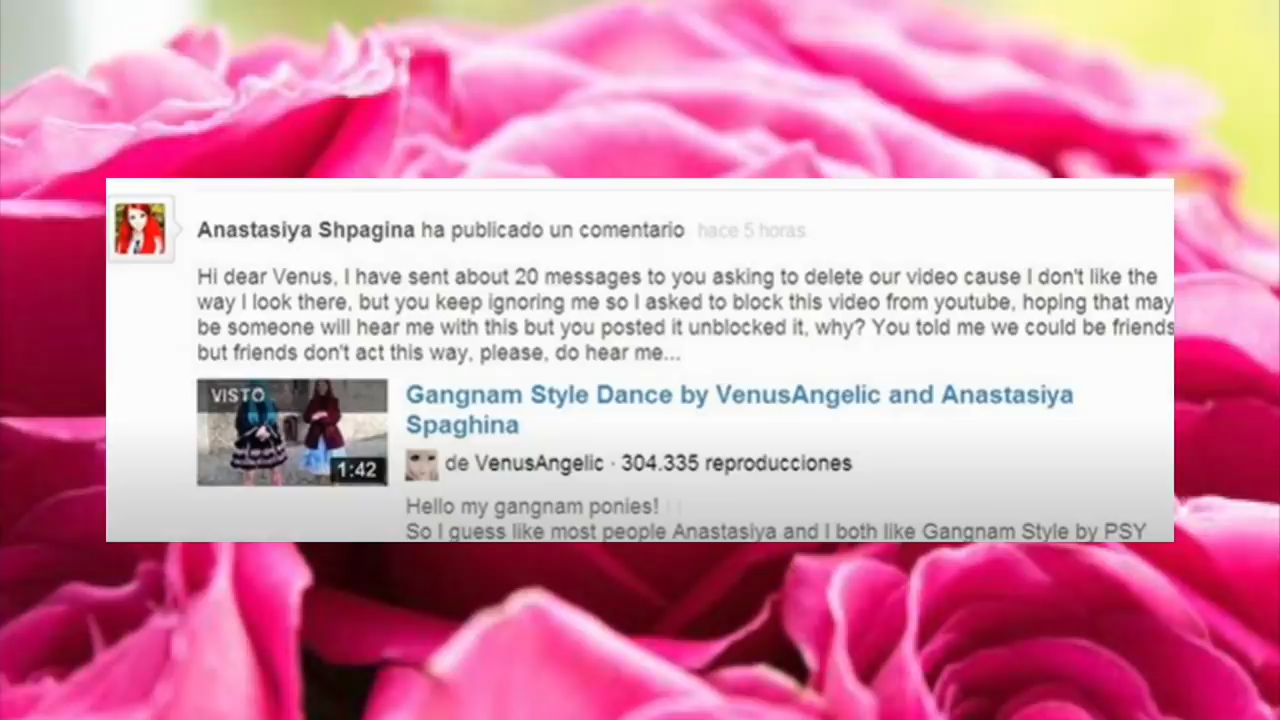 Anastasiya Shpagina ha publicado un comentario hace 5 horas
Hi dear Venus, I have sent about 20 messages to you asking to delete our video cause I don't like the
way I look there, but you keep ignoring me so I asked to block this video from youtube, hoping that may
be someone will hear me with this but you posted it unblocked it, why? You told me we could be friends
but friends don't act this way, please, do hear me...
VISTO
1:42
Gangnam Style Dance by VenusAngelic and Anastasiya
Spaghina
de VenusAngelic · 304.335 reproducciones
Hello my gangnam ponies!
So I guess like most people Anastasiya and I both like Gangnam Style by PSY